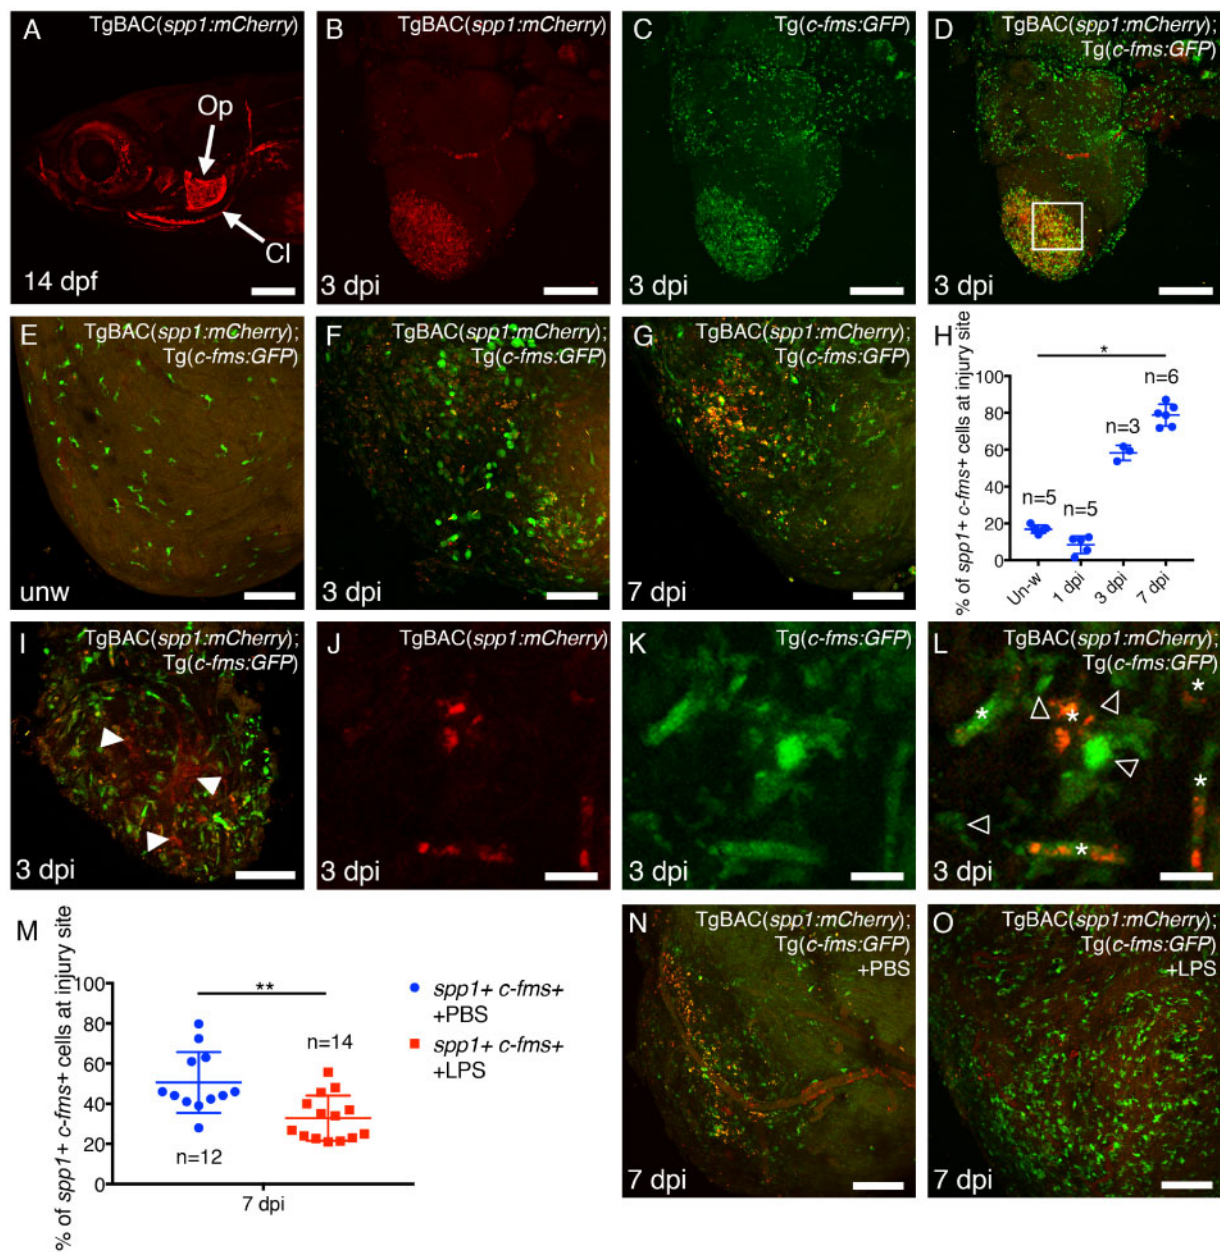 A
TgBAC(spp1:mCherry)
Op
Cl
14 dpf
B
TgBAC(spp1:mCherry)
3 dpi
C
Tg(c-fms:GFP)
3 dpi
D
TgBAC(spp1:mCherry);
Tg(c-fms:GFP)
3 dpi
E
TgBAC(spp1:mCherry);
Tg(c-fms:GFP)
unw
F
TgBAC(spp1:mCherry);
Tg(c-fms:GFP)
3 dpi
G
TgBAC(spp1:mCherry);
Tg(c-fms:GFP)
7 dpi
H
% of spp1+ c-fms+ cells at injury site
100
80
60
40
20
0
*
n=5
n=5
n=3
n=6
Un-w
1 dpi
3 dpi
7 dpi
I
TgBAC(spp1:mCherry);
Tg(c-fms:GFP)
3 dpi
J
TgBAC(spp1:mCherry)
3 dpi
K
Tg(c-fms:GFP)
3 dpi
L
TgBAC(spp1:mCherry);
Tg(c-fms:GFP)
*
*
*
*
*
3 dpi
M
% of spp1+ c-fms+ cells at injury site
100
80
60
40
20
0
**
n=12
n=14
7 dpi
spp1+ c-fms+
+PBS
spp1+ c-fms+
+LPS
N
TgBAC(spp1:mCherry);
Tg(c-fms:GFP)
+PBS
7 dpi
O
TgBAC(spp1:mCherry);
Tg(c-fms:GFP)
+LPS
7 dpi